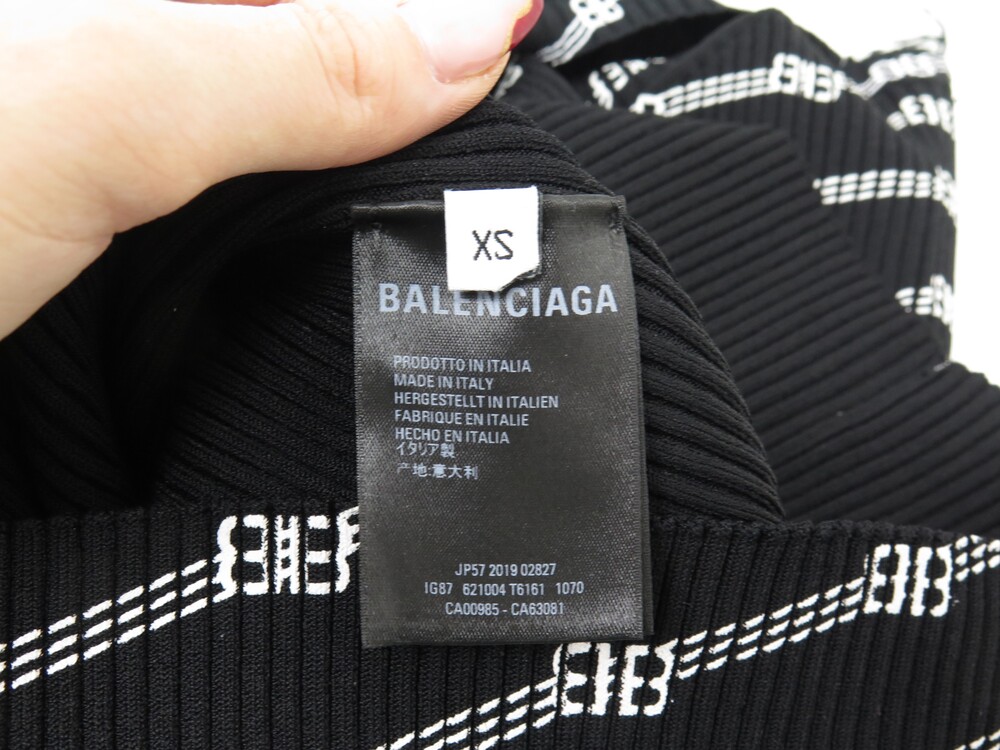 XS
BALENCIAGA
PRODOTTO IN ITALIA
MADE IN ITALY
HERGESTELLT IN ITALIEN
FABRIQUE EN ITALIE
HECHO EN ITALIA
イタリア製
产地:意大利
JP57 2019 02827
IG87 621004 T6161 1070
CA00985 - CA63081